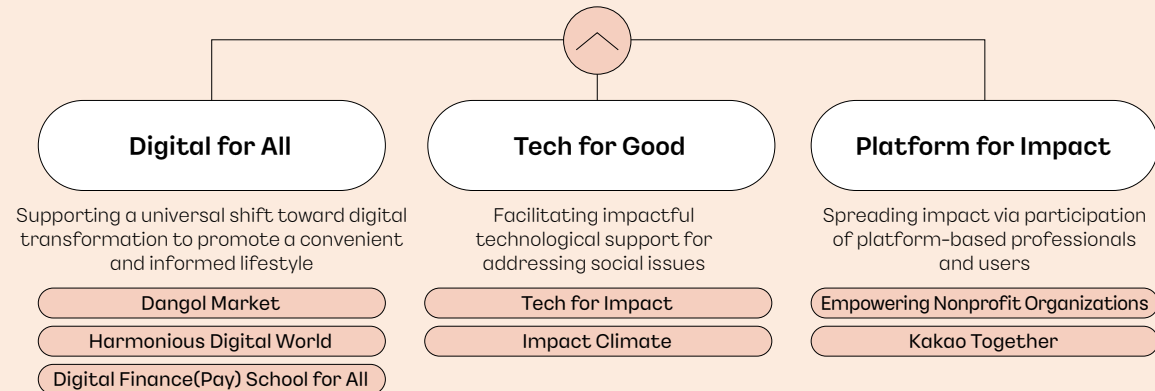 Digital for All
Supporting a universal shift toward digital
transformation to promote a convenient
and informed lifestyle
Dangol Market
Harmonious Digital World
Digital Finance(Pay) School for All
Tech for Good
Facilitating impactful
technological support for
addressing social issues
Tech for Impact
Impact Climate
Platform for Impact
Spreading impact via participation
of platform-based professionals
and users
Empowering Nonprofit Organizations
Kakao Together